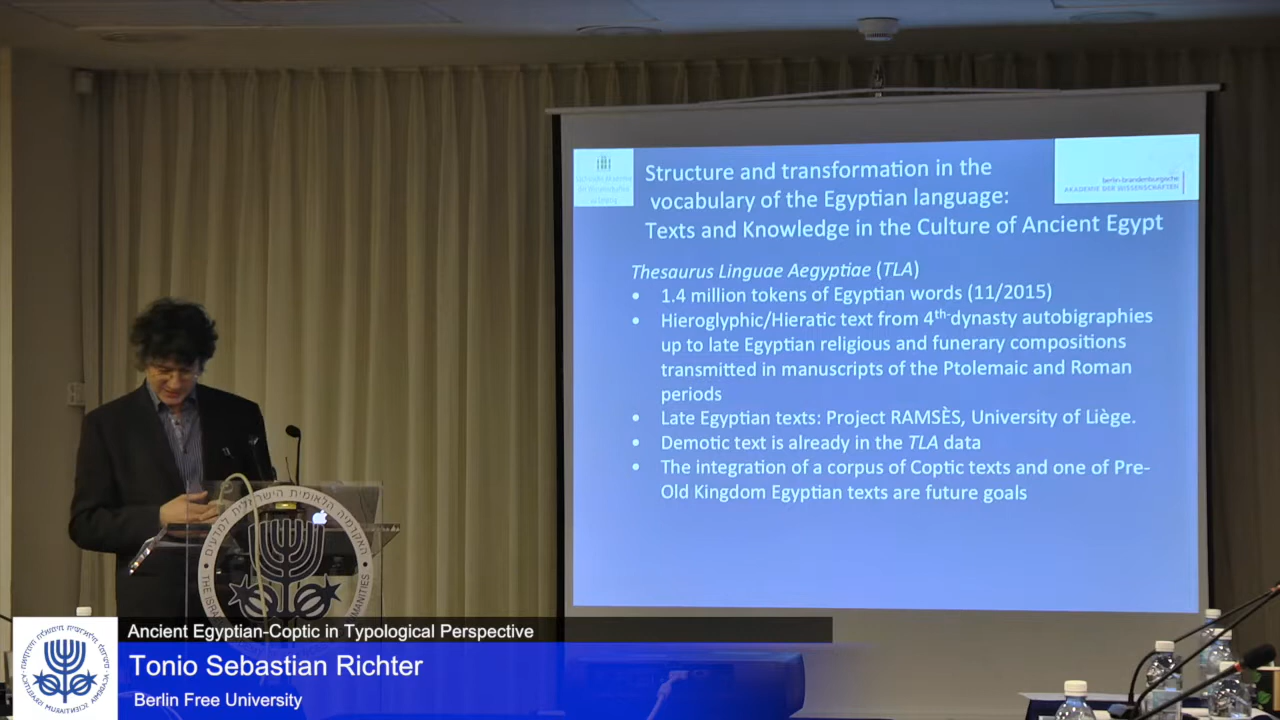 Structure and transformation in the
vocabulary of the Egyptian language:
Texts and Knowledge in the Culture of Ancient Egypt
berlin-brandenburgische
AKADEMIE DER WISSENSCHAFTEN
Thesaurus Linguae Aegyptiae (TLA)
• 1.4 million tokens of Egyptian words (11/2015)
• Hieroglyphic/Hieratic text from 4th-dynasty autobigraphies
up to late Egyptian religious and funerary compositions
transmitted in manuscripts of the Ptolemaic and Roman
periods
• Late Egyptian texts: Project RAMSÈS, University of Liège.
• Demotic text is already in the TLA data
• The integration of a corpus of Coptic texts and one of Pre-
Old Kingdom Egyptian texts are future goals
האקדמיה הלאומית הישראלית למדעים
Ancient Egyptian-Coptic in Typological Perspective
Tonio Sebastian Richter
Berlin Free University